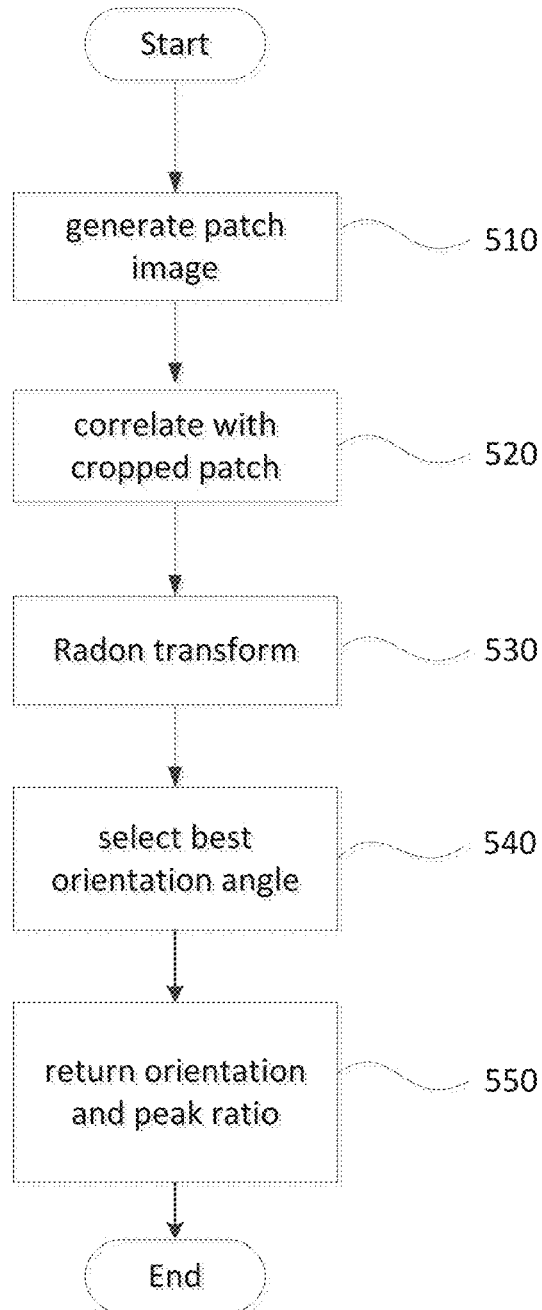 Start
generate patch
image
510
correlate with
cropped patch
520
Radon transform
530
select best
orientation angle
540
return orientation
and peak ratio
550
End